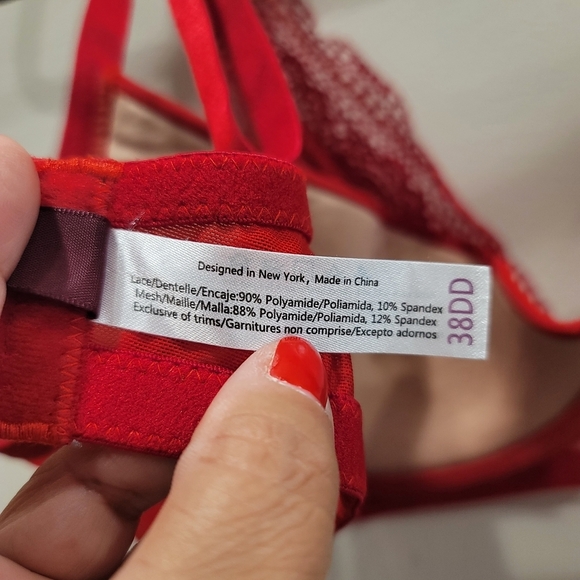 Designed in New York, Made in China
Lace/Dentelle/Encaje:90% Polyamide/Poliamida, 10% Spandex
Mesh/Maillie/Malla:88% Polyamide/Poliamida, 12% Spandex
Exclusive of trims/Garnitures non comprise/Excepto adornos
38DD